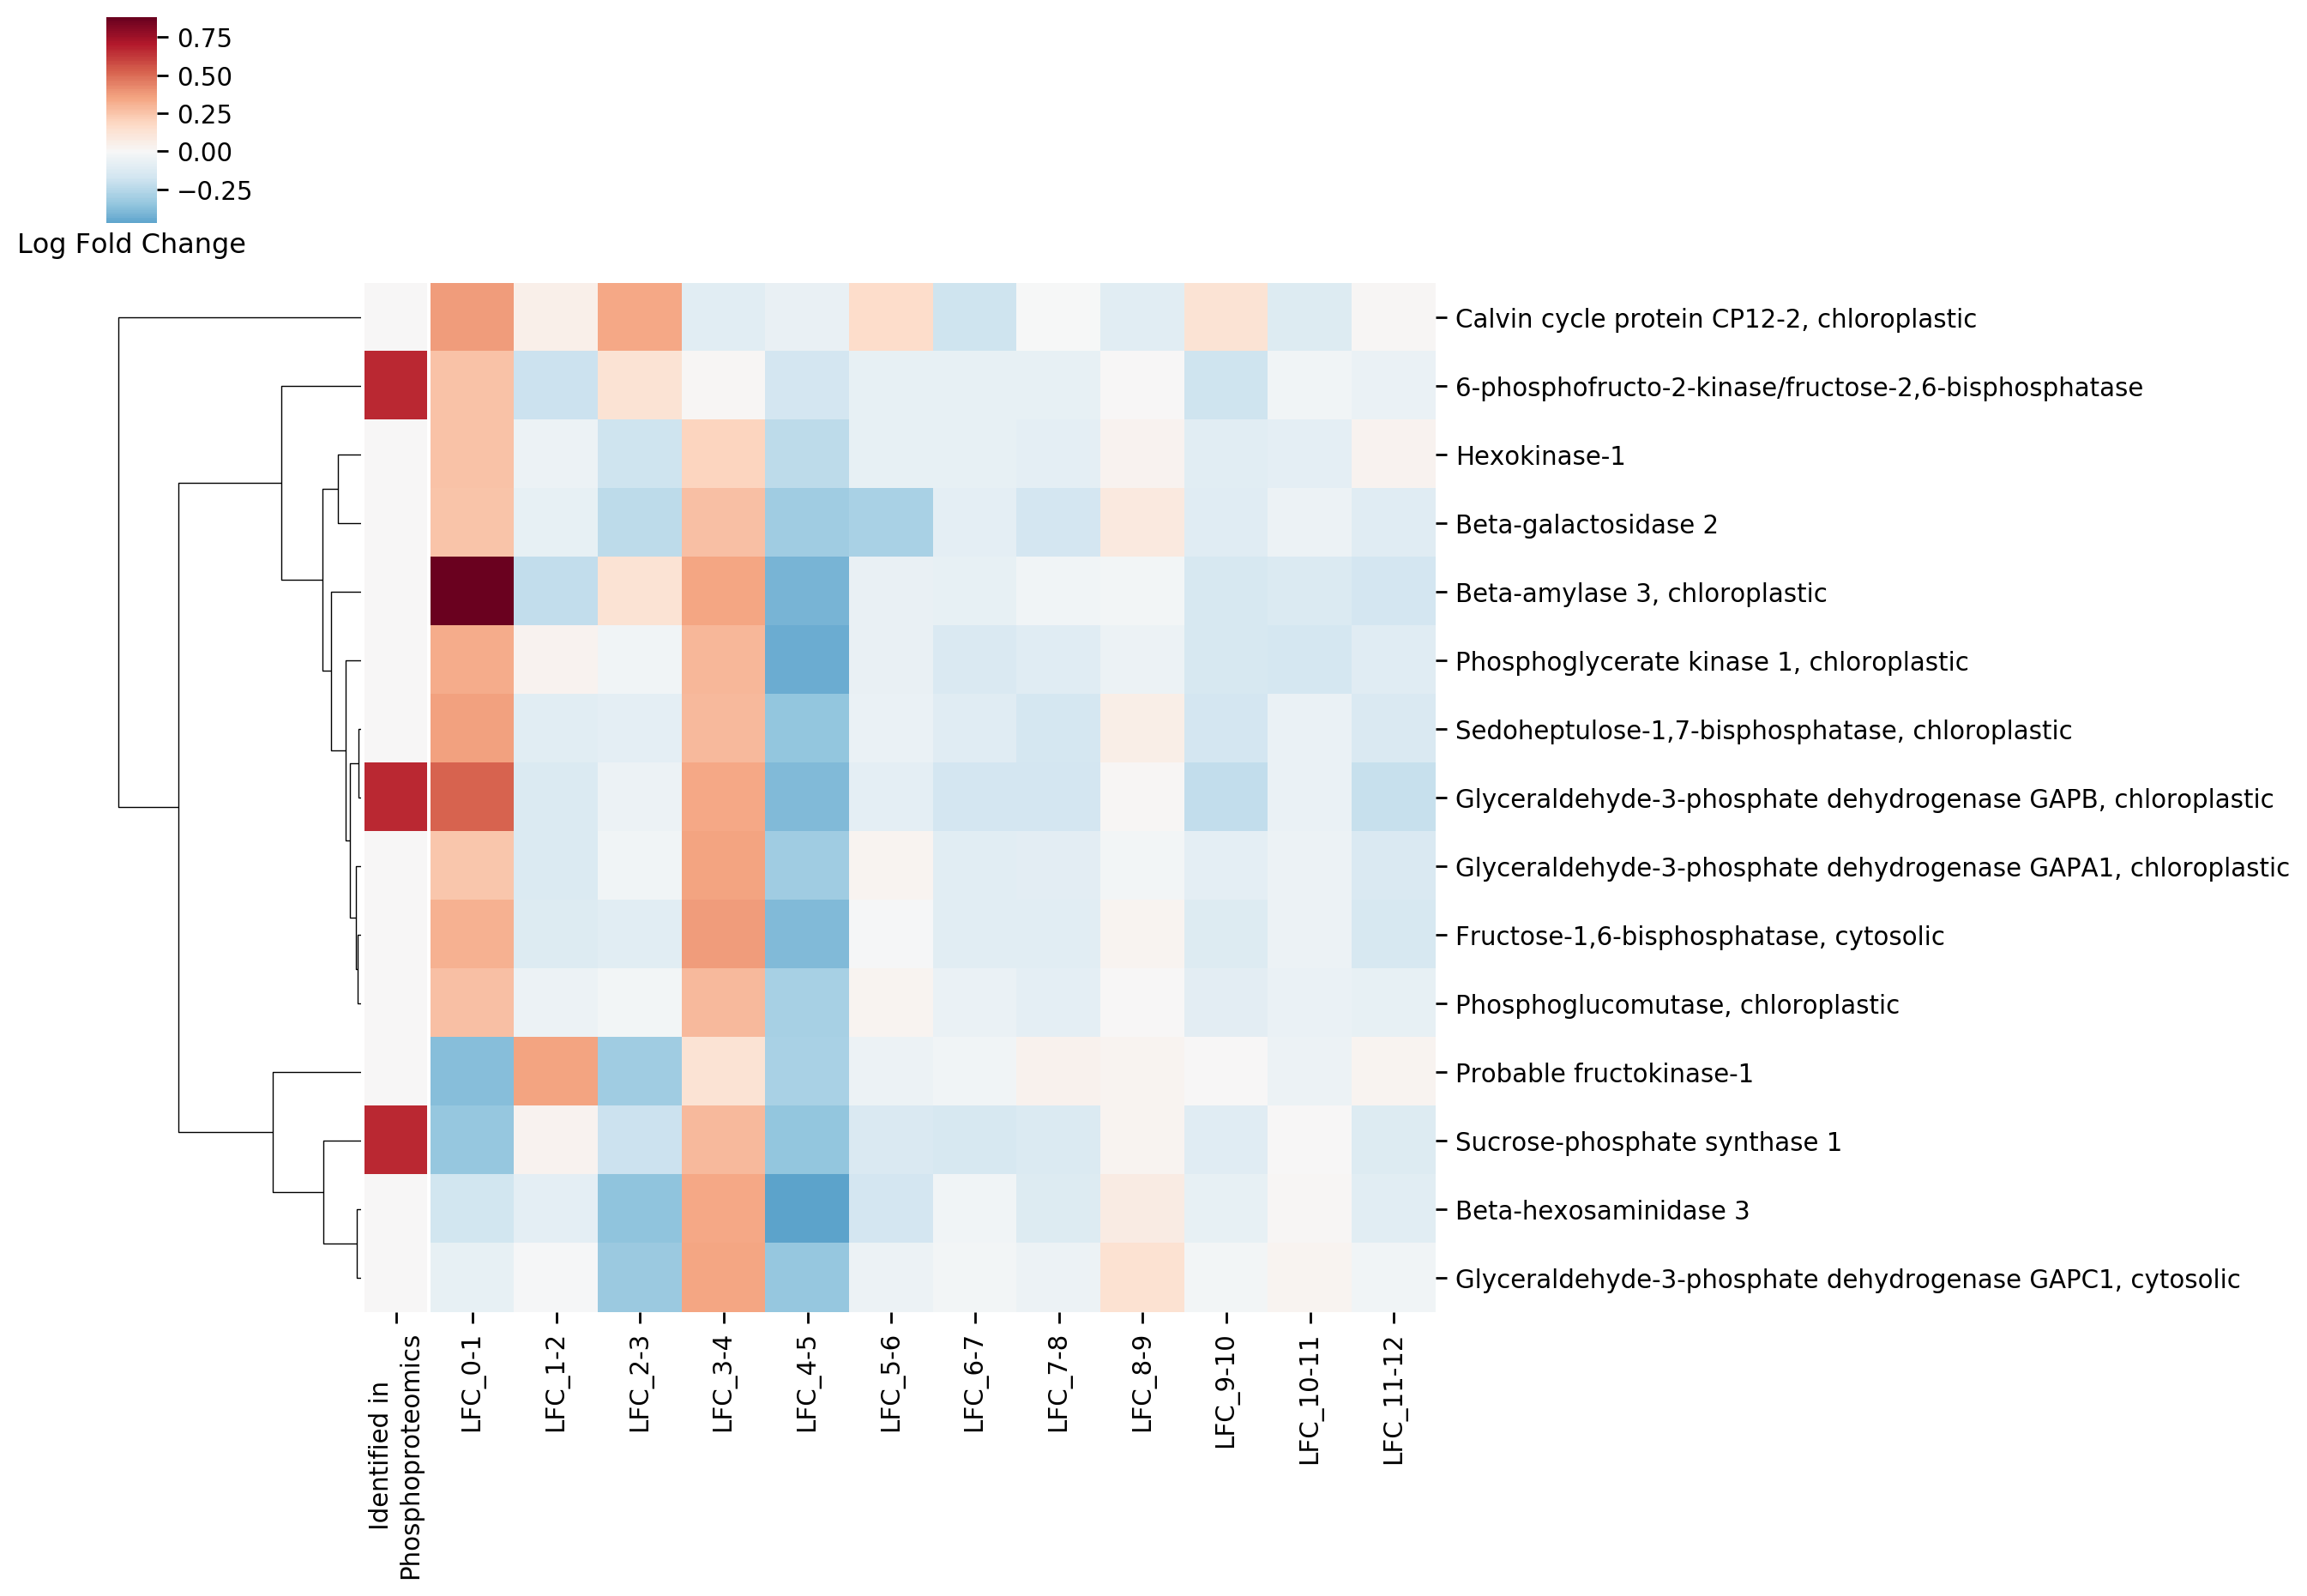 0.75
0.50
0.25
0.00
−0.25
Log Fold Change
Calvin cycle protein CP12-2, chloroplastic
6-phosphofructo-2-kinase/fructose-2,6-bisphosphatase
Hexokinase-1
Beta-galactosidase 2
Beta-amylase 3, chloroplastic
Phosphoglycerate kinase 1, chloroplastic
Sedoheptulose-1,7-bisphosphatase, chloroplastic
Glyceraldehyde-3-phosphate dehydrogenase GAPB, chloroplastic
Glyceraldehyde-3-phosphate dehydrogenase GAPA1, chloroplastic
Fructose-1,6-bisphosphatase, cytosolic
Phosphoglucomutase, chloroplastic
Probable fructokinase-1
Sucrose-phosphate synthase 1
Beta-hexosaminidase 3
Glyceraldehyde-3-phosphate dehydrogenase GAPC1, cytosolic
Identified in
Phosphoproteomics
LFC_0-1
LFC_1-2
LFC_2-3
LFC_3-4
LFC_4-5
LFC_5-6
LFC_6-7
LFC_7-8
LFC_8-9
LFC_9-10
LFC_10-11
LFC_11-12